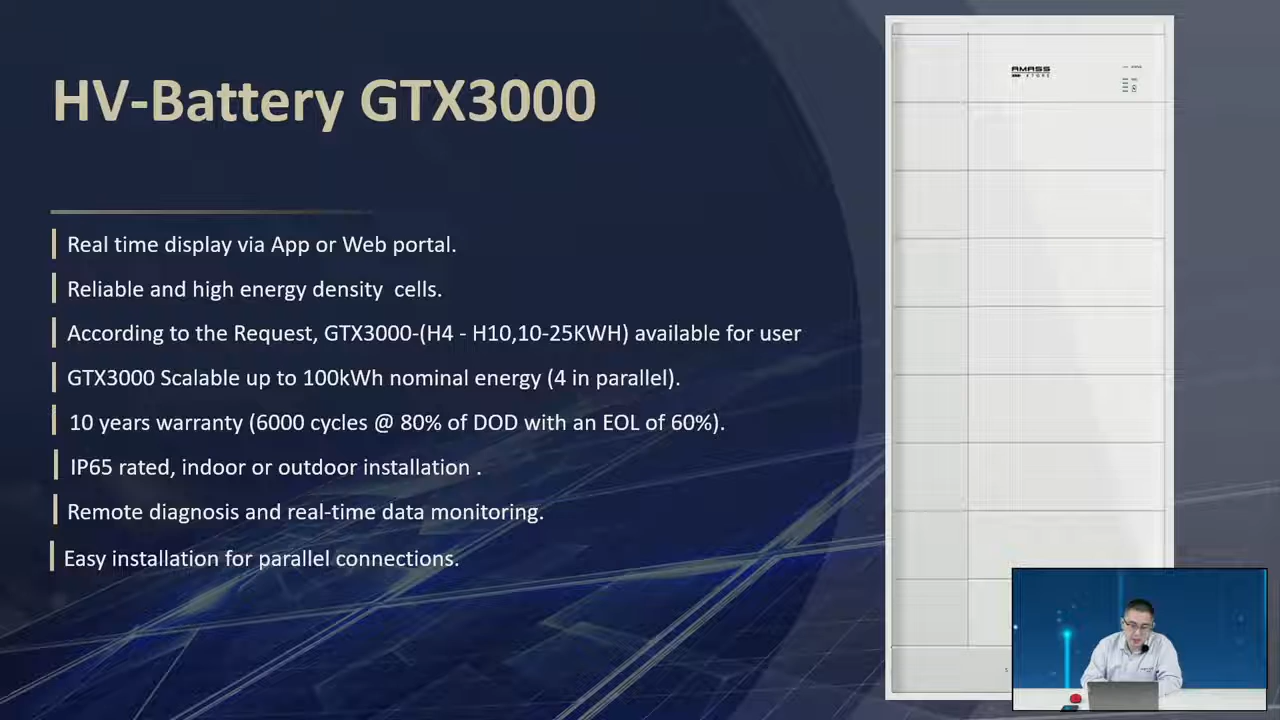 HV-Battery GTX3000
Real time display via App or Web portal.
Reliable and high energy density cells.
According to the Request, GTX3000-(H4 - H10,10-25KWH) available for user
GTX3000 Scalable up to 100kWh nominal energy (4 in parallel).
10 years warranty (6000 cycles @ 80% of DOD with an EOL of 60%).
IP65 rated, indoor or outdoor installation .
Remote diagnosis and real-time data monitoring.
Easy installation for parallel connections.
AMASS